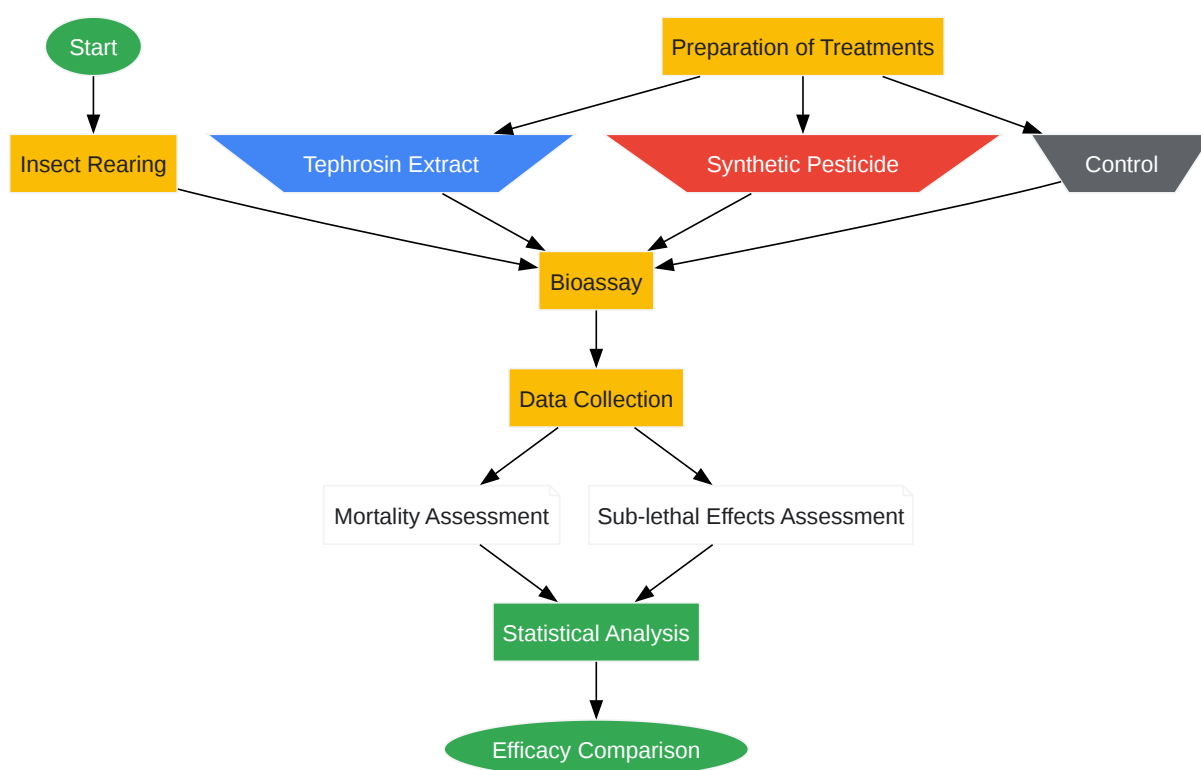 Start
Preparation of Treatments
Insect Rearing
Tephrosin Extract
Synthetic Pesticide
Control
Bioassay
Data Collection
Mortality Assessment
Sub-lethal Effects Assessment
Statistical Analysis
Efficacy Comparison